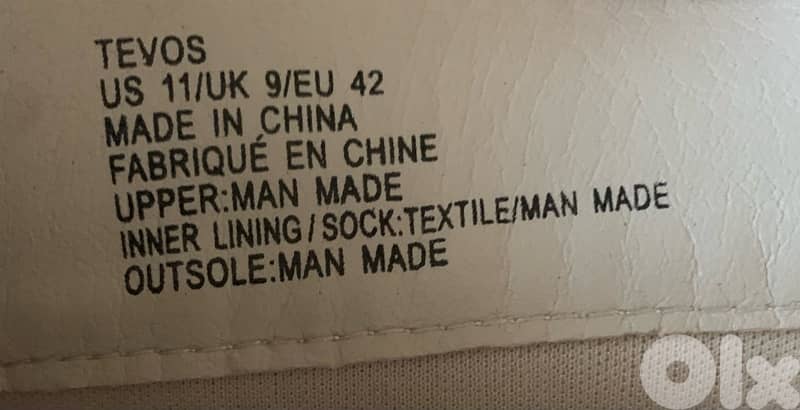 TEVOS
US 11/UK 9/EU 42
MADE IN CHINA
FABRIQUÉ EN CHINE
UPPER:MAN MADE
INNER LINING/SOCK:TEXTILE/MAN MADE
OUTSOLE:MAN MADE
Olx